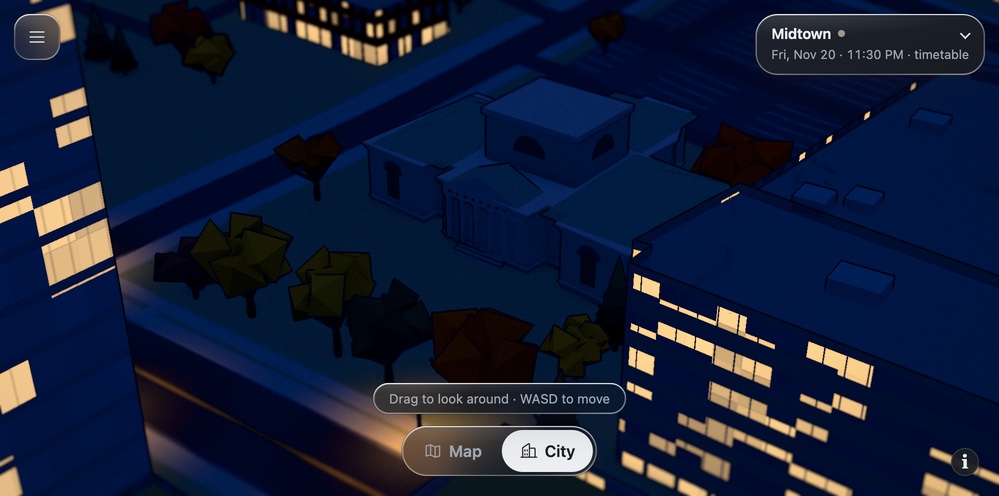 Midtown
Fri, Nov 20 · 11:30 PM · timetable
Drag to look around · WASD to move
Map
City
i